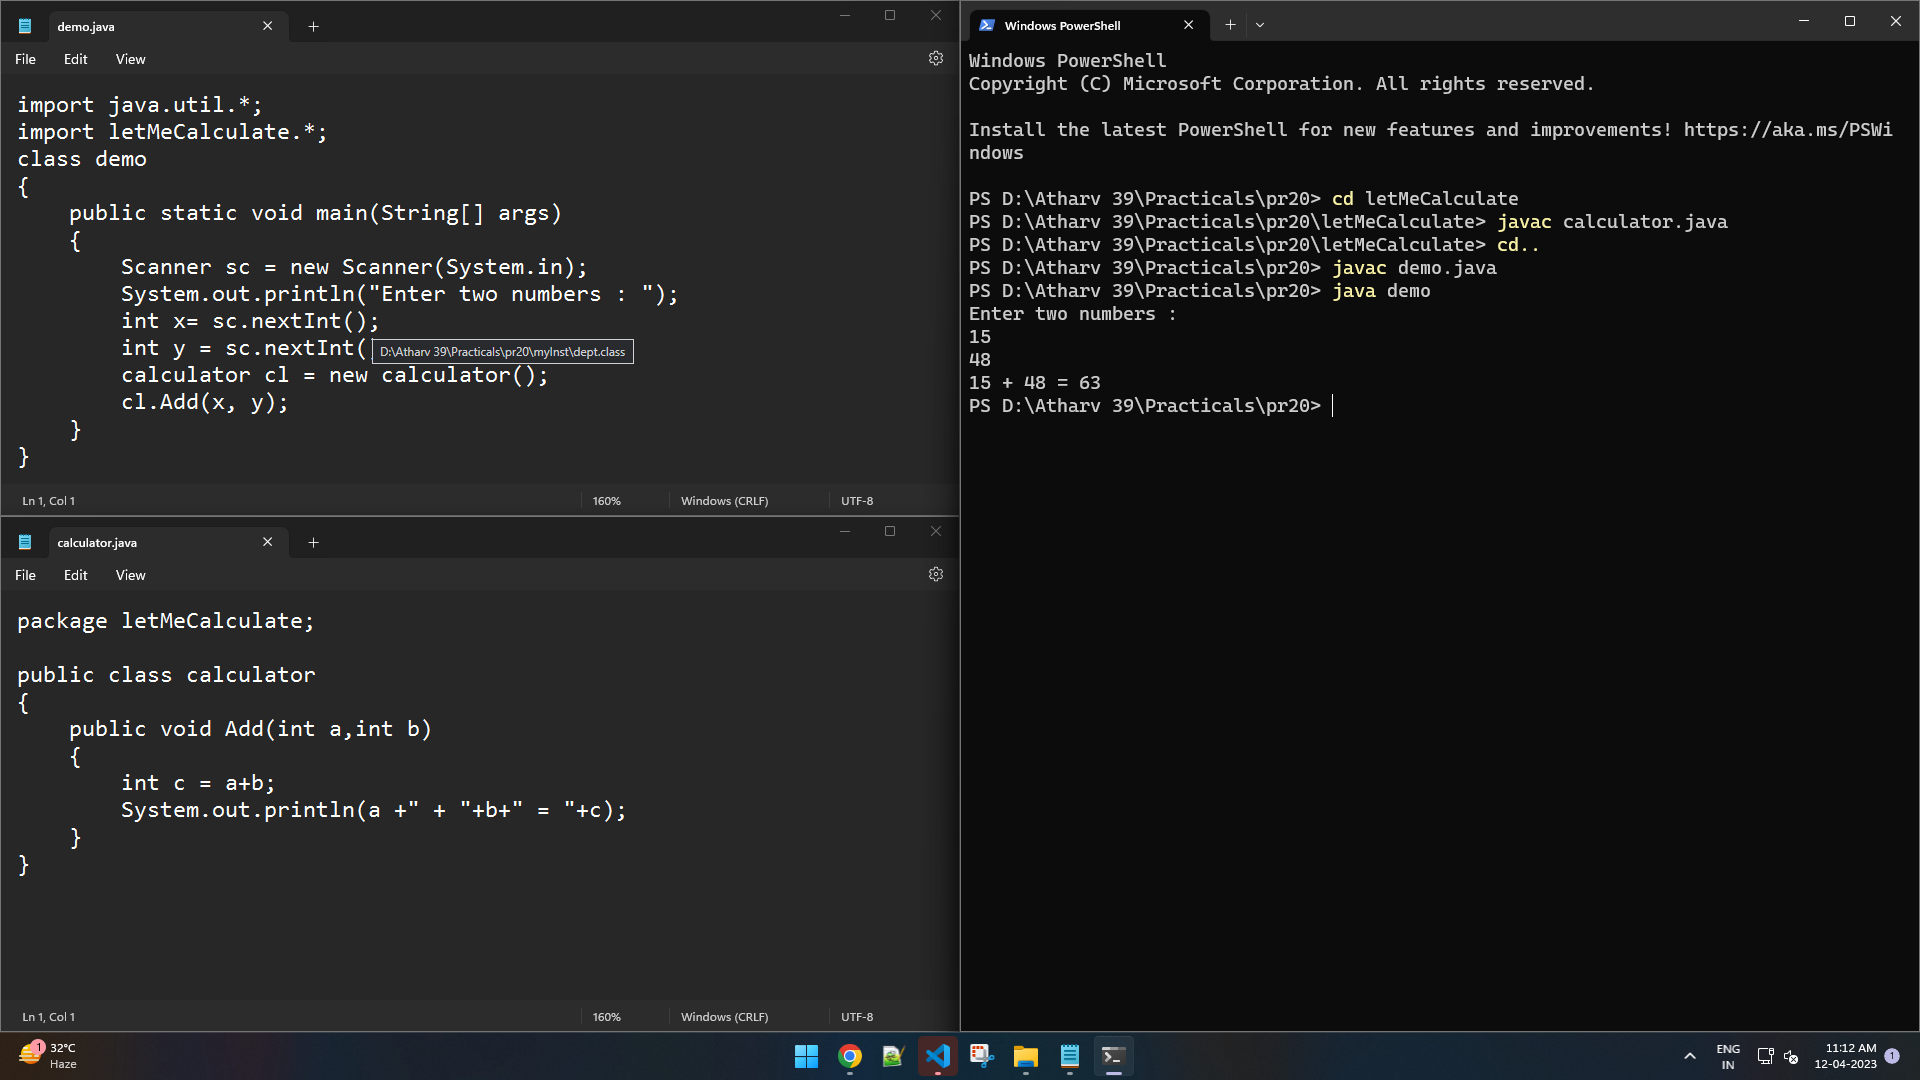 demo.java
File Edit View
import java.util.*;
import letMeCalculate.*;
class demo
{
    public static void main(String[] args)
    {
        Scanner sc = new Scanner(System.in);
        System.out.println("Enter two numbers : ");
        int x= sc.nextInt();
        int y = sc.nextInt(
D:\Atharv 39\Practicals\pr20\myInst\dept.class
        calculator cl = new calculator();
        cl.Add(x, y);
    }
}
Ln 1, Col 1 160% Windows (CRLF) UTF-8
calculator.java
File Edit View
package letMeCalculate;
public class calculator
{
    public void Add(int a,int b)
    {
        int c = a+b;
        System.out.println(a +" + "+b+" = "+c);
    }
}
Ln 1, Col 1 160% Windows (CRLF) UTF-8
Windows PowerShell
Windows PowerShell
Copyright (C) Microsoft Corporation. All rights reserved.
Install the latest PowerShell for new features and improvements! https://aka.ms/PSWi
ndows
PS D:\Atharv 39\Practicals\pr20> cd letMeCalculate
PS D:\Atharv 39\Practicals\pr20\letMeCalculate> javac calculator.java
PS D:\Atharv 39\Practicals\pr20\letMeCalculate> cd..
PS D:\Atharv 39\Practicals\pr20> javac demo.java
PS D:\Atharv 39\Practicals\pr20> java demo
Enter two numbers :
15
48
15 + 48 = 63
PS D:\Atharv 39\Practicals\pr20>
1
32°C
Haze
ENG
IN
11:12 AM
12-04-2023
1